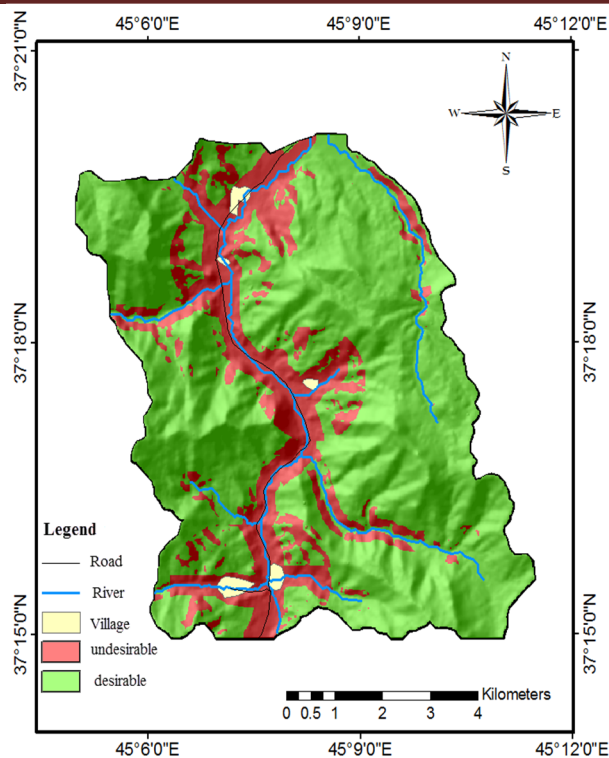 45°6'0"E 45°9'0"E 45°12'0"E
37°21'0"N
N
W E
S
37°18'0"N 37°18'0"N
Legend
Road
River
Village
undesirable
desirable
37°15'0"N 37°15'0"N
Kilometers
0 0.5 1 2 3 4
45°6'0"E 45°9'0"E 45°12'0"E